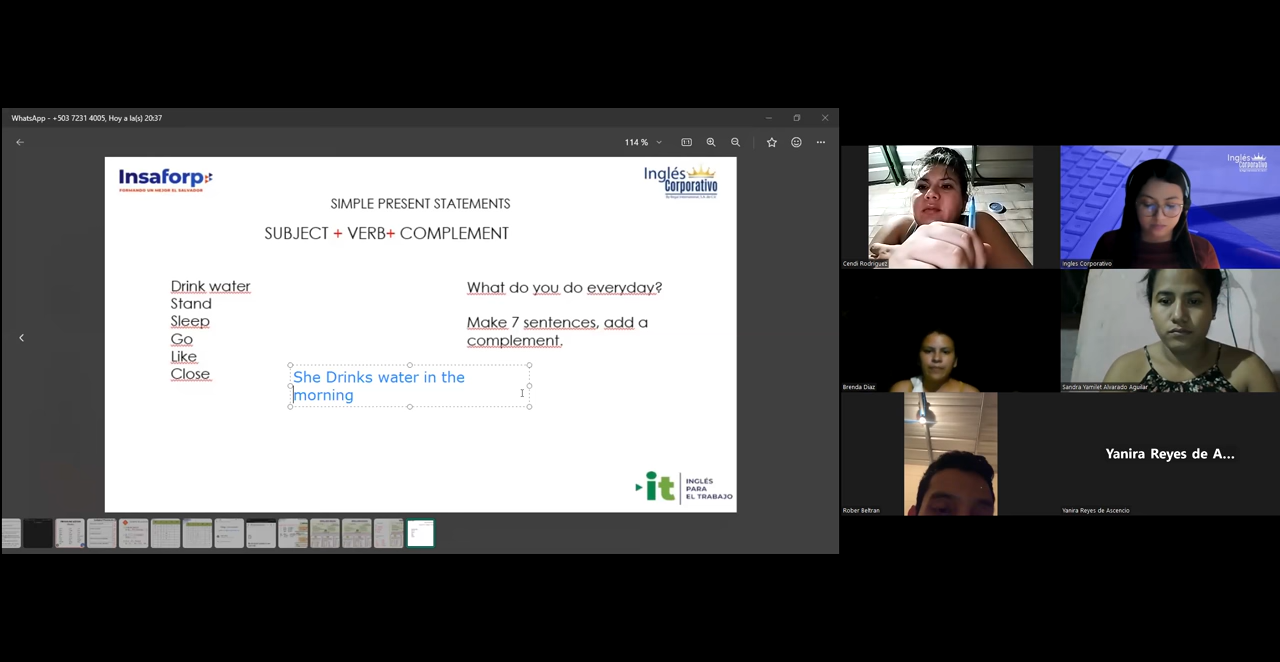 WhatsApp - +503 7231 4005, Hoy a la(s) 20:37
114 %
Insaforp
FORMANDO UN MEJOR EL SALVADOR
Inglés
Corporativo
SIMPLE PRESENT STATEMENTS
SUBJECT + VERB+ COMPLEMENT
Drink water
Stand
Sleep
Go
Like
Close
What do you do everyday?
Make 7 sentences, add a
complement.
She Drinks water in the
morning
it
INGLÉS
PARA
EL TRABAJO
Cendi Rodriguez
Inglés
Corporativo
Ingles Corporativo
Brenda Diaz
Sandra Yamilet Alvarado Aguilar
Rober Beltran
Yanira Reyes de A...
Yanira Reyes de Ascencio